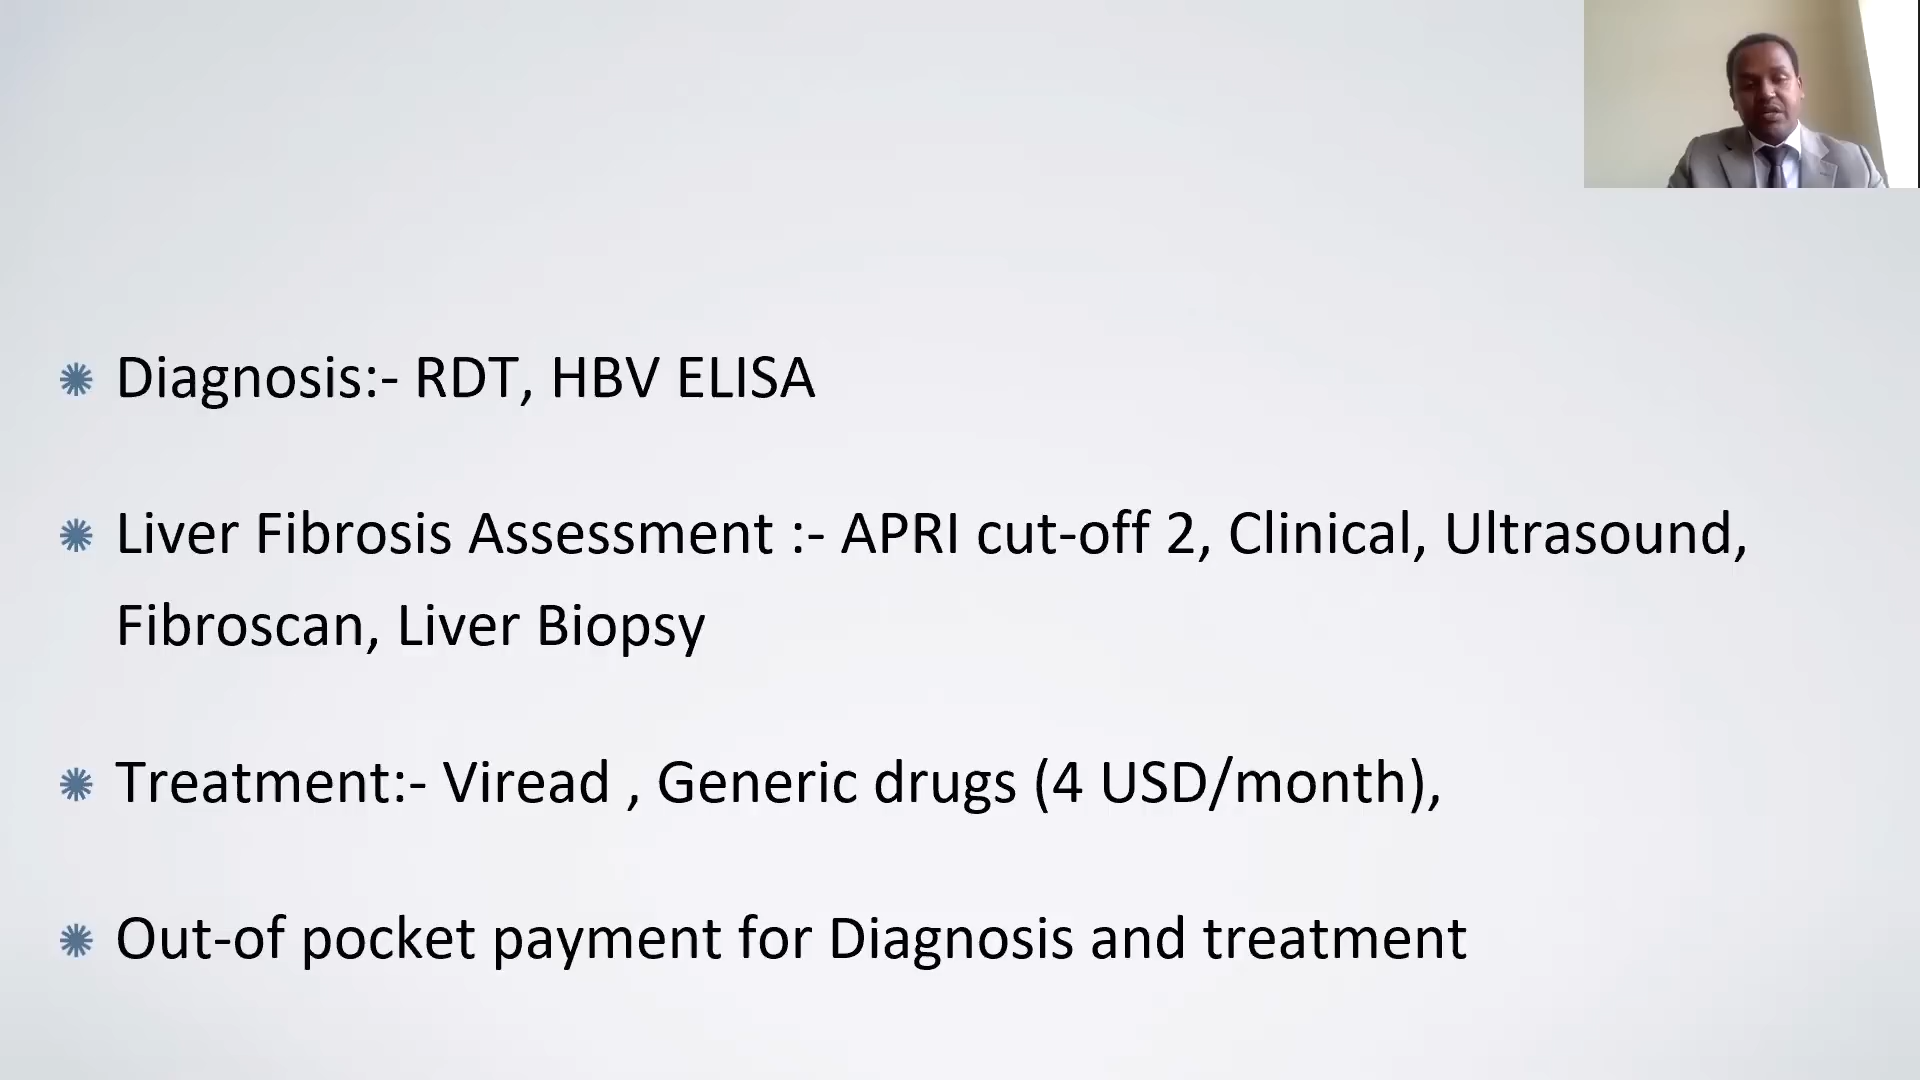 Diagnosis:- RDT, HBV ELISA
Liver Fibrosis Assessment :- APRI cut-off 2, Clinical, Ultrasound,
Fibroscan, Liver Biopsy
Treatment:- Viread , Generic drugs (4 USD/month),
Out-of pocket payment for Diagnosis and treatment